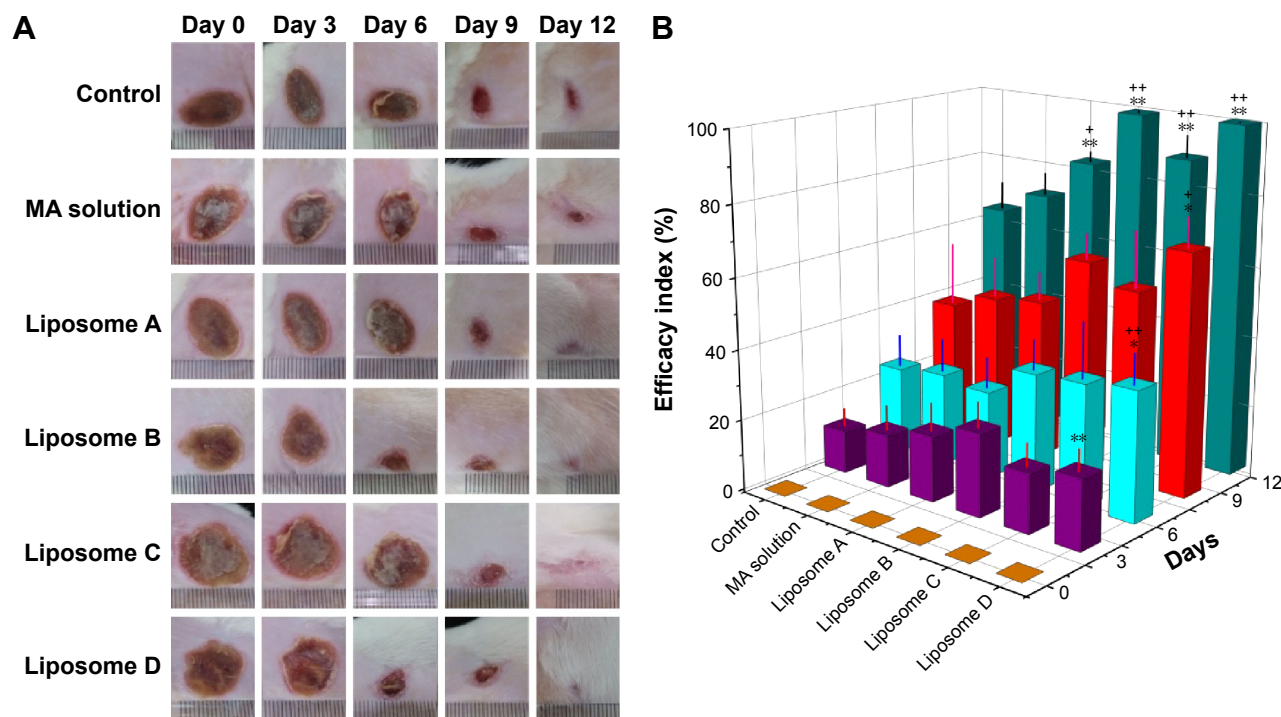 A
Day 0 Day 3 Day 6 Day 9 Day 12
Control
MA solution
Liposome A
Liposome B
Liposome C
Liposome D
B
Efficacy index (%)
100
80
60
40
20
0
++
**
++
**
++
**
+
**
+
*
++
*
**
Control
MA solution
Liposome A
Liposome B
Liposome C
Liposome D
0
3
6
9
12
Days